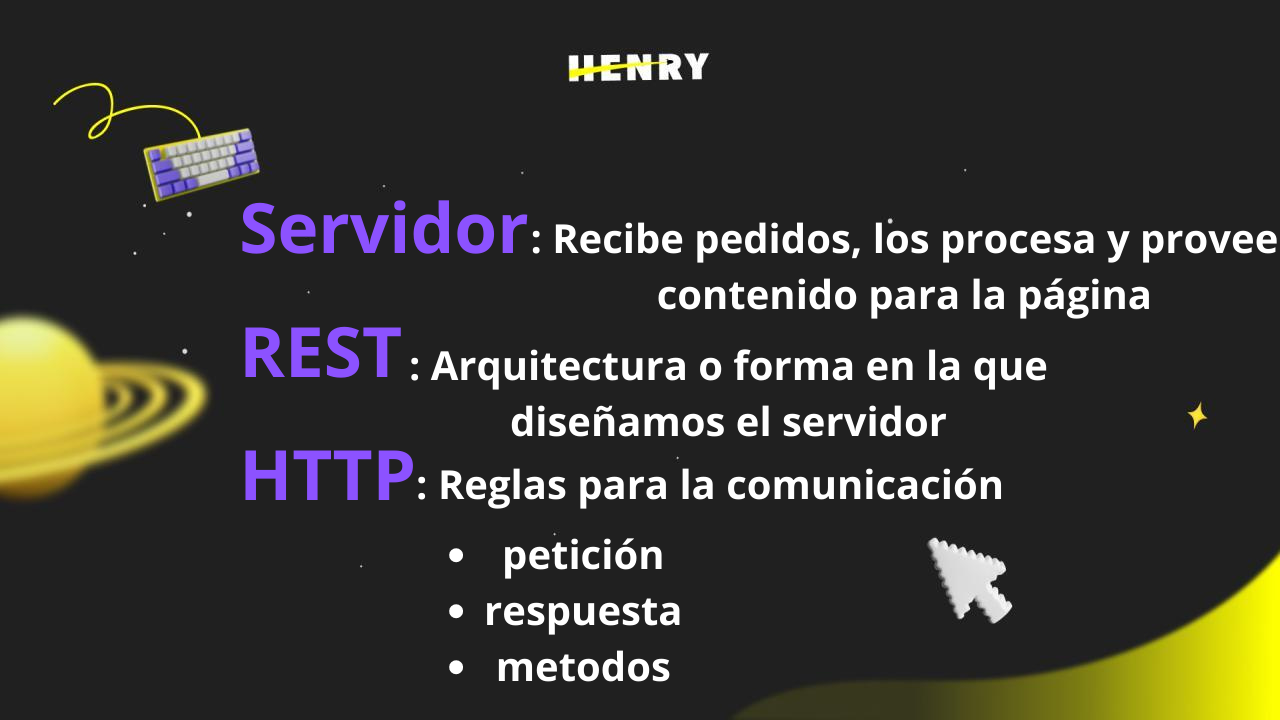 HENRY
Servidor: Recibe pedidos, los procesa y provee
contenido para la página
REST: Arquitectura o forma en la que
diseñamos el servidor
HTTP: Reglas para la comunicación
• petición
• respuesta
• metodos